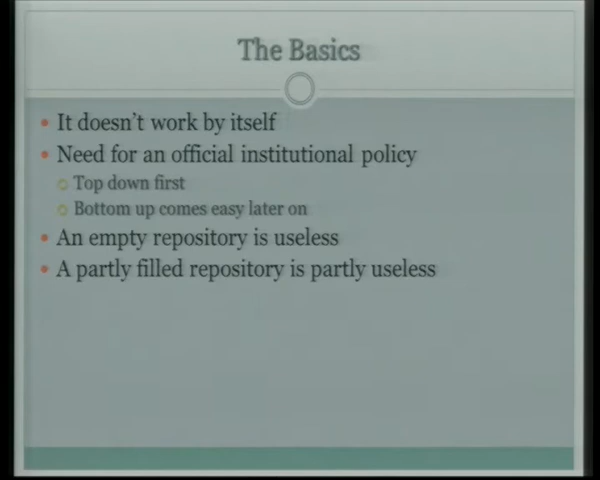 The Basics
It doesn't work by itself
Need for an official institutional policy
Top down first
Bottom up comes easy later on
An empty repository is useless
A partly filled repository is partly useless